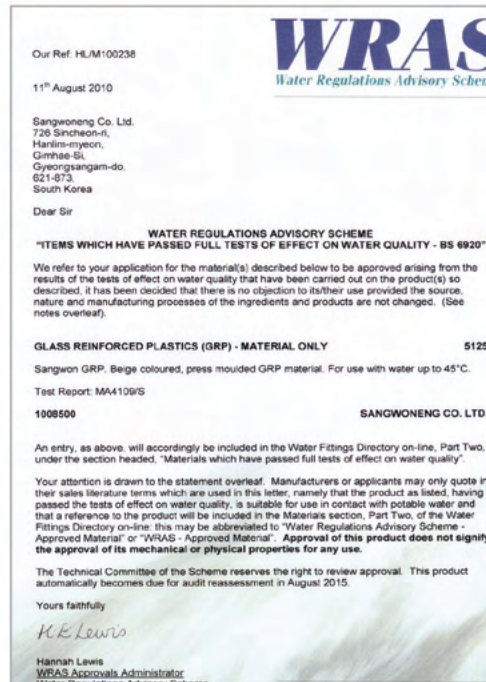 WRAS
Water Regulations Advisory Schem
Our Ref: HL/M100238
11th August 2010
Sangwoneng Co. Ltd.
726 Sincheon-ri,
Hanlim-myeon,
Gimhae-Si,
Gyeongsangam-do,
621-873,
South Korea
Dear Sir
WATER REGULATIONS ADVISORY SCHEME
"ITEMS WHICH HAVE PASSED FULL TESTS OF EFFECT ON WATER QUALITY - BS 6920"
We refer to your application for the material(s) described below to be approved arising from the
results of the tests of effect on water quality that have been carried out on the product(s) so
described, it has been decided that there is no objection to its/their use provided the source,
nature and manufacturing processes of the ingredients and products are not changed. (See
notes overleaf).
GLASS REINFORCED PLASTICS (GRP) - MATERIAL ONLY 5125
Sangwon GRP. Beige coloured, press moulded GRP material. For use with water up to 45°C.
Test Report: MA4109/S
1008500 SANGWONENG CO. LTD.
An entry, as above, will accordingly be included in the Water Fittings Directory on-line, Part Two,
under the section headed, "Materials which have passed full tests of effect on water quality".
Your attention is drawn to the statement overleaf. Manufacturers or applicants may only quote in
their sales literature terms which are used in this letter, namely that the product as listed, having
passed the tests of effect on water quality, is suitable for use in contact with potable water and
that a reference to the product will be included in the Materials section, Part Two, of the Water
Fittings Directory on-line: this may be abbreviated to "Water Regulations Advisory Scheme -
Approved Material" or "WRAS - Approved Material". Approval of this product does not signify
the approval of its mechanical or physical properties for any use.
The Technical Committee of the Scheme reserves the right to review approval. This product
automatically becomes due for audit reassessment in August 2015.
Yours faithfully
H E Lewis
Hannah Lewis
WRAS Approvals Administrator
Water Regulations Advisory Scheme